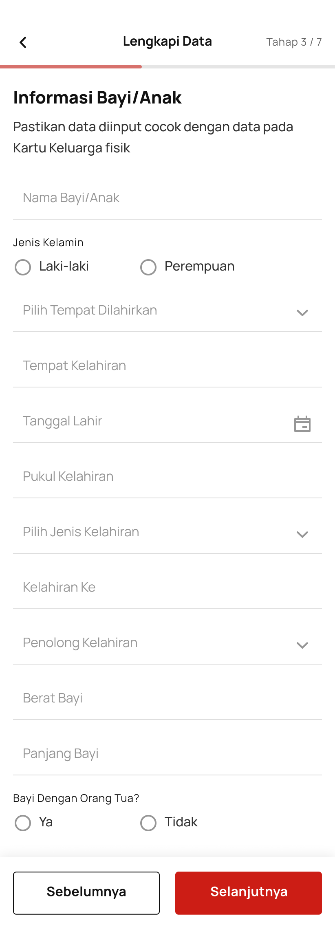 Lengkapi Data
Tahap 3 / 7
Informasi Bayi/Anak
Pastikan data diinput cocok dengan data pada
Kartu Keluarga fisik
Nama Bayi/Anak
Jenis Kelamin
Laki-laki Perempuan
Pilih Tempat Dilahirkan
Tempat Kelahiran
Tanggal Lahir
Pukul Kelahiran
Pilih Jenis Kelahiran
Kelahiran Ke
Penolong Kelahiran
Berat Bayi
Panjang Bayi
Bayi Dengan Orang Tua?
Ya Tidak
Sebelumnya Selanjutnya